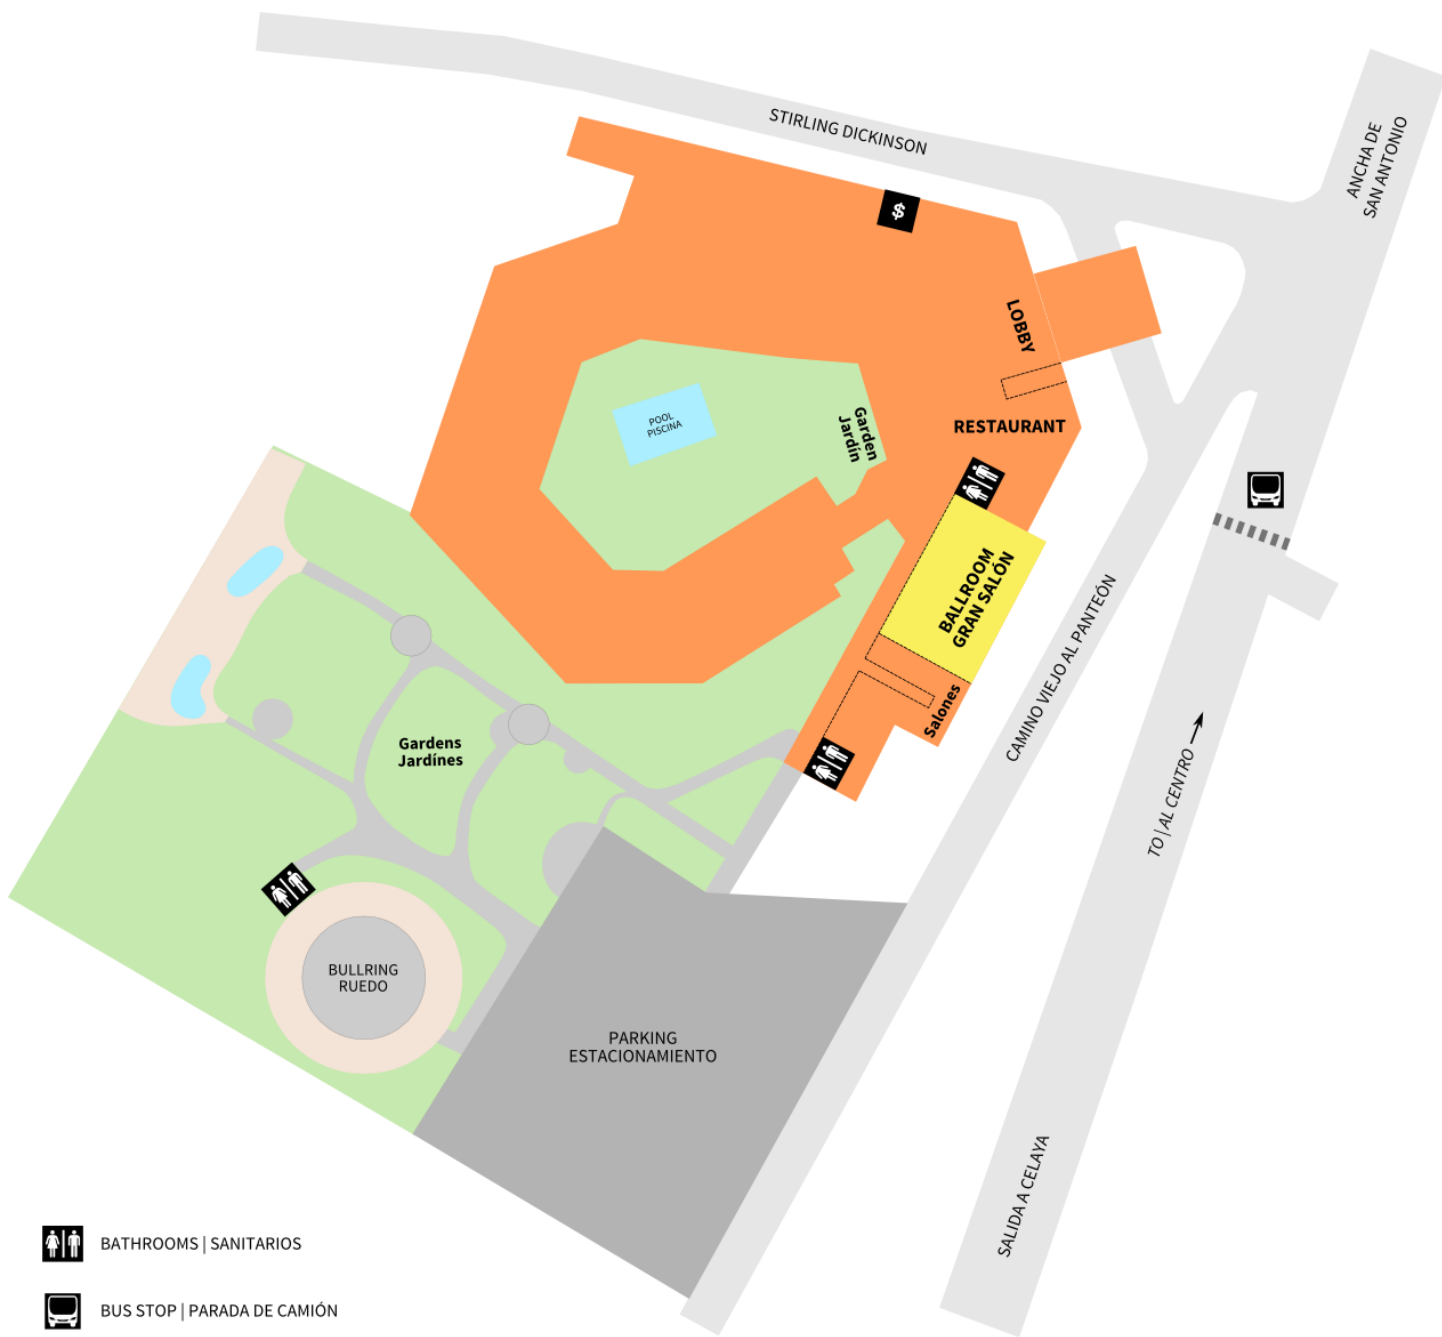 STIRLING DICKINSON
ANCHA DE
SAN ANTONIO
$
LOBBY
RESTAURANT
POOL
PISCINA
Garden
Jardín
BALLROOM
GRAN SALÓN
Salones
CAMINO VIEJO AL PANTEÓN
TO | AL CENTRO
Gardens
Jardínes
BULLRING
RUEDO
PARKING
ESTACIONAMIENTO
SALIDA A CELAYA
BATHROOMS | SANITARIOS
BUS STOP | PARADA DE CAMIÓN